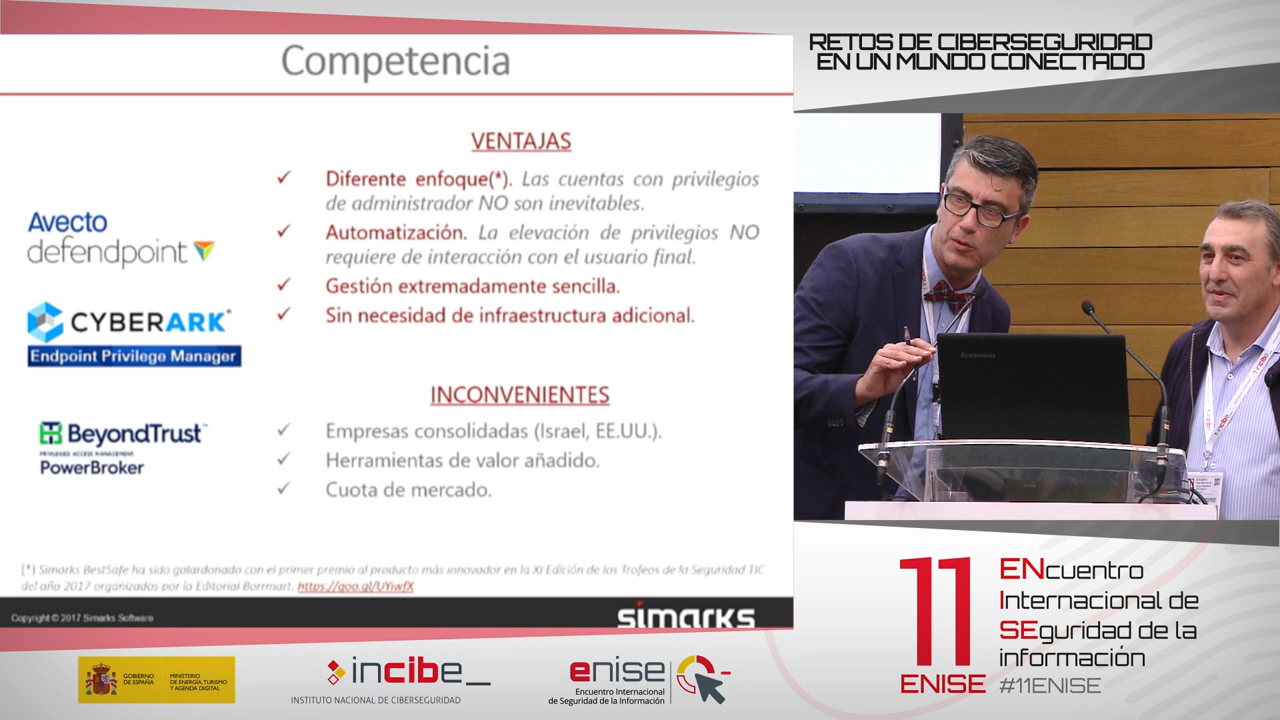 Competencia
VENTAJAS
✓ Diferente enfoque(*). Las cuentas con privilegios
de administrador NO son inevitables.
✓ Automatización. La elevación de privilegios NO
requiere de interacción con el usuario final.
✓ Gestión extremadamente sencilla.
✓ Sin necesidad de infraestructura adicional.
Avecto
defendpoint
CYBERARK®
Endpoint Privilege Manager
BeyondTrust™
PRIVILEGED ACCESS MANAGEMENT
PowerBroker
INCONVENIENTES
✓ Empresas consolidadas (Israel, EE.UU.).
✓ Herramientas de valor añadido.
✓ Cuota de mercado.
(*) Simarks BestSafe ha sido galardonado con el primer premio al producto más innovador en la XI Edición de los Trofeos de la Seguridad TIC
del año 2017 organizados por la Editorial Borrmart. https://goo.gl/UYiwfX
Copyright © 2017 Simarks Software
simarks
RETOS DE CIBERSEGURIDAD
EN UN MUNDO CONECTADO
lenovo
incibe
11
ENISE
ENcuentro
Internacional de
SEguridad de la
información
#11ENISE
GOBIERNO
DE ESPAÑA
MINISTERIO
DE ENERGÍA, TURISMO
Y AGENDA DIGITAL
incibe_
INSTITUTO NACIONAL DE CIBERSEGURIDAD
enise
Encuentro Internacional
de Seguridad de la Información